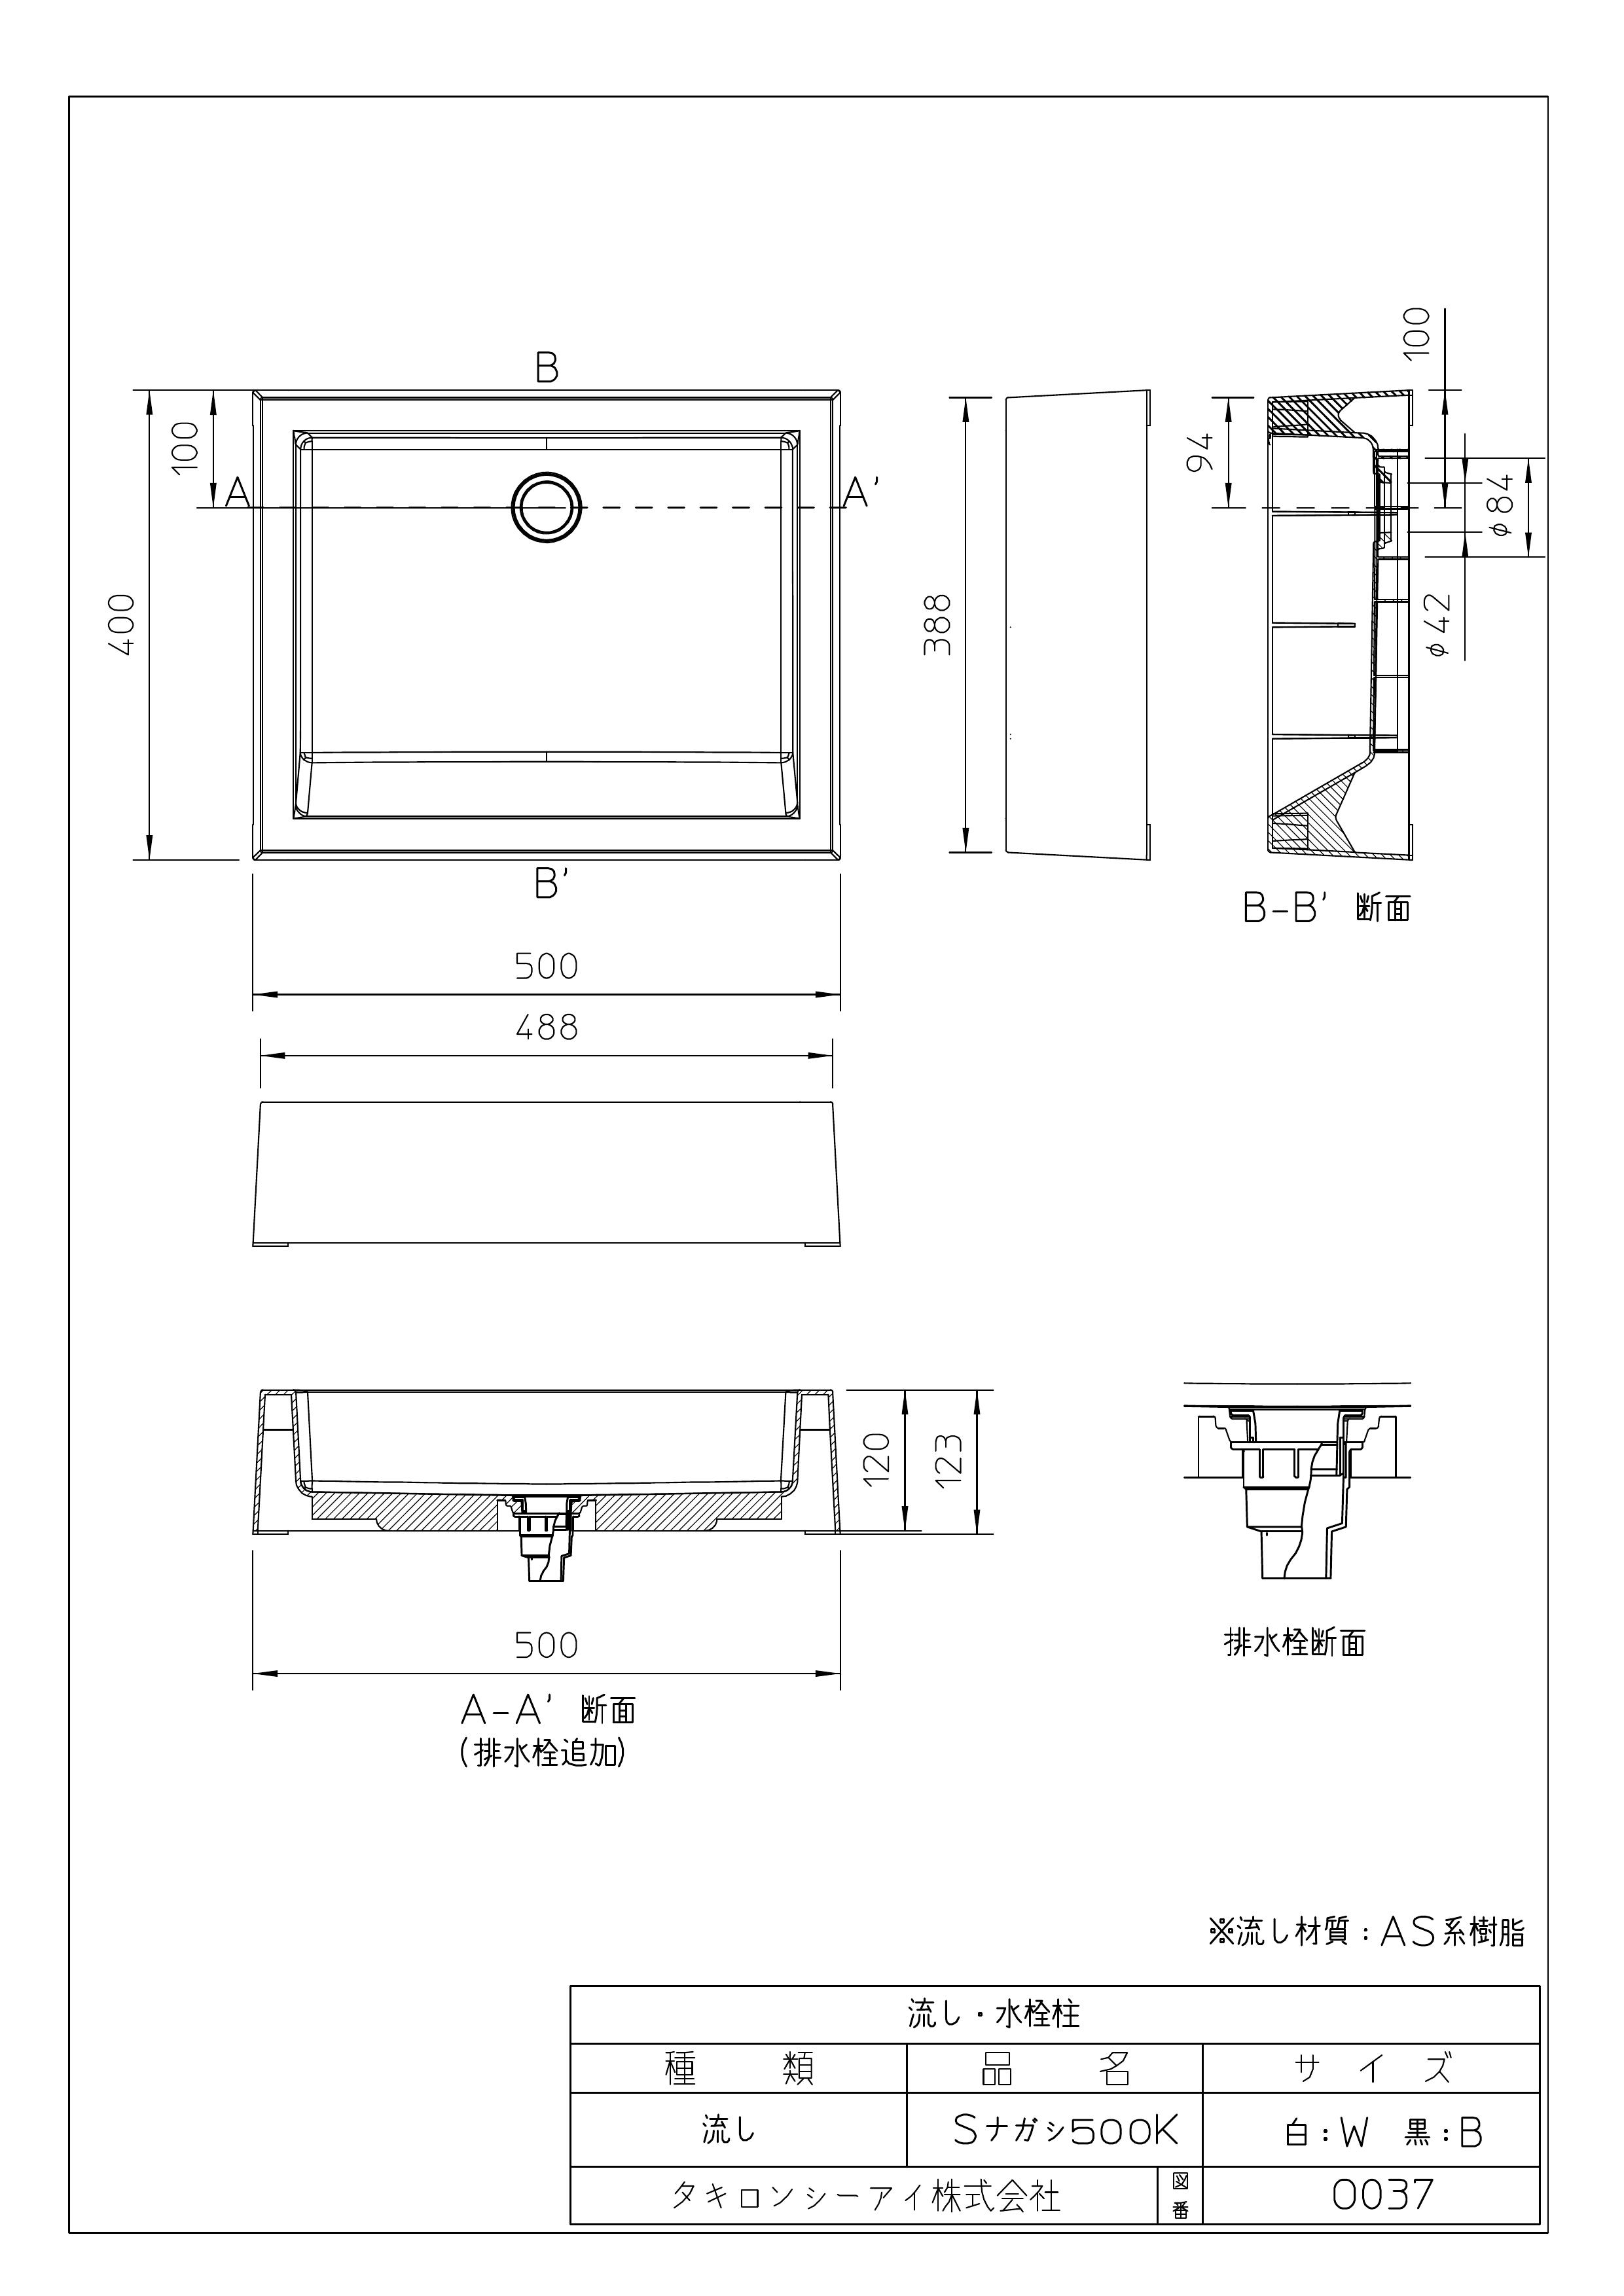 B
100
A
A'
400
B'
500
488
388
100
94
φ84
φ42
B-B' 断面
120
123
500
A-A' 断面
(排水栓追加)
排水栓断面
※流し材質:AS系樹脂
流し・水栓柱
種 類 品 名 サ イ ズ
流し Sナガシ500K 白:W 黒:B
タキロンシーアイ株式会社 図番 0037